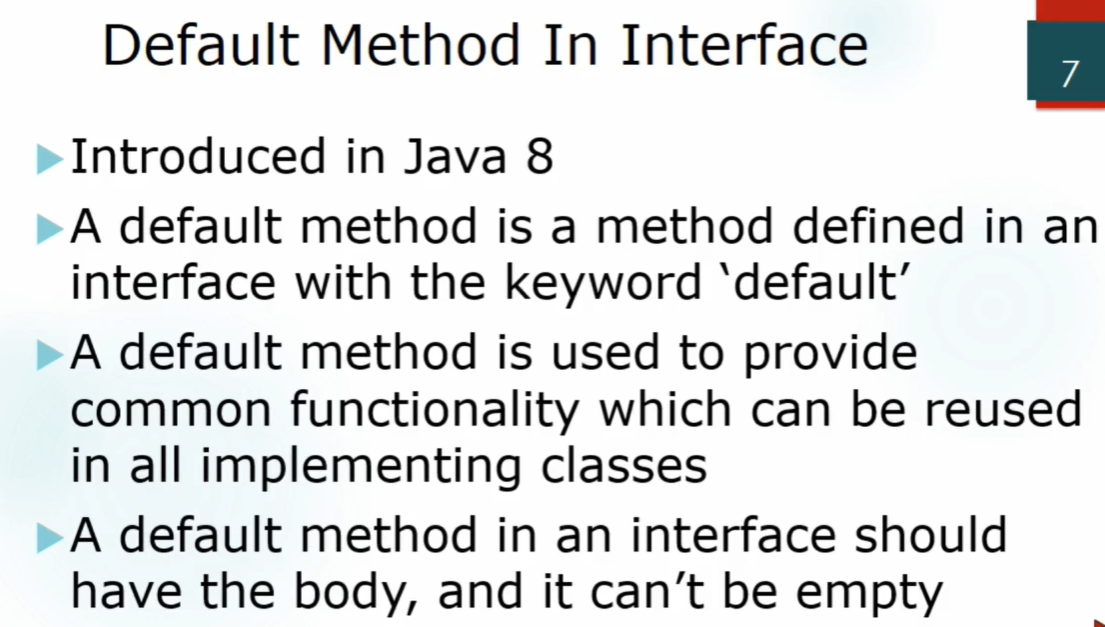 Default Method In Interface
7
Introduced in Java 8
A default method is a method defined in an
interface with the keyword ‘default’
A default method is used to provide
common functionality which can be reused
in all implementing classes
A default method in an interface should
have the body, and it can’t be empty